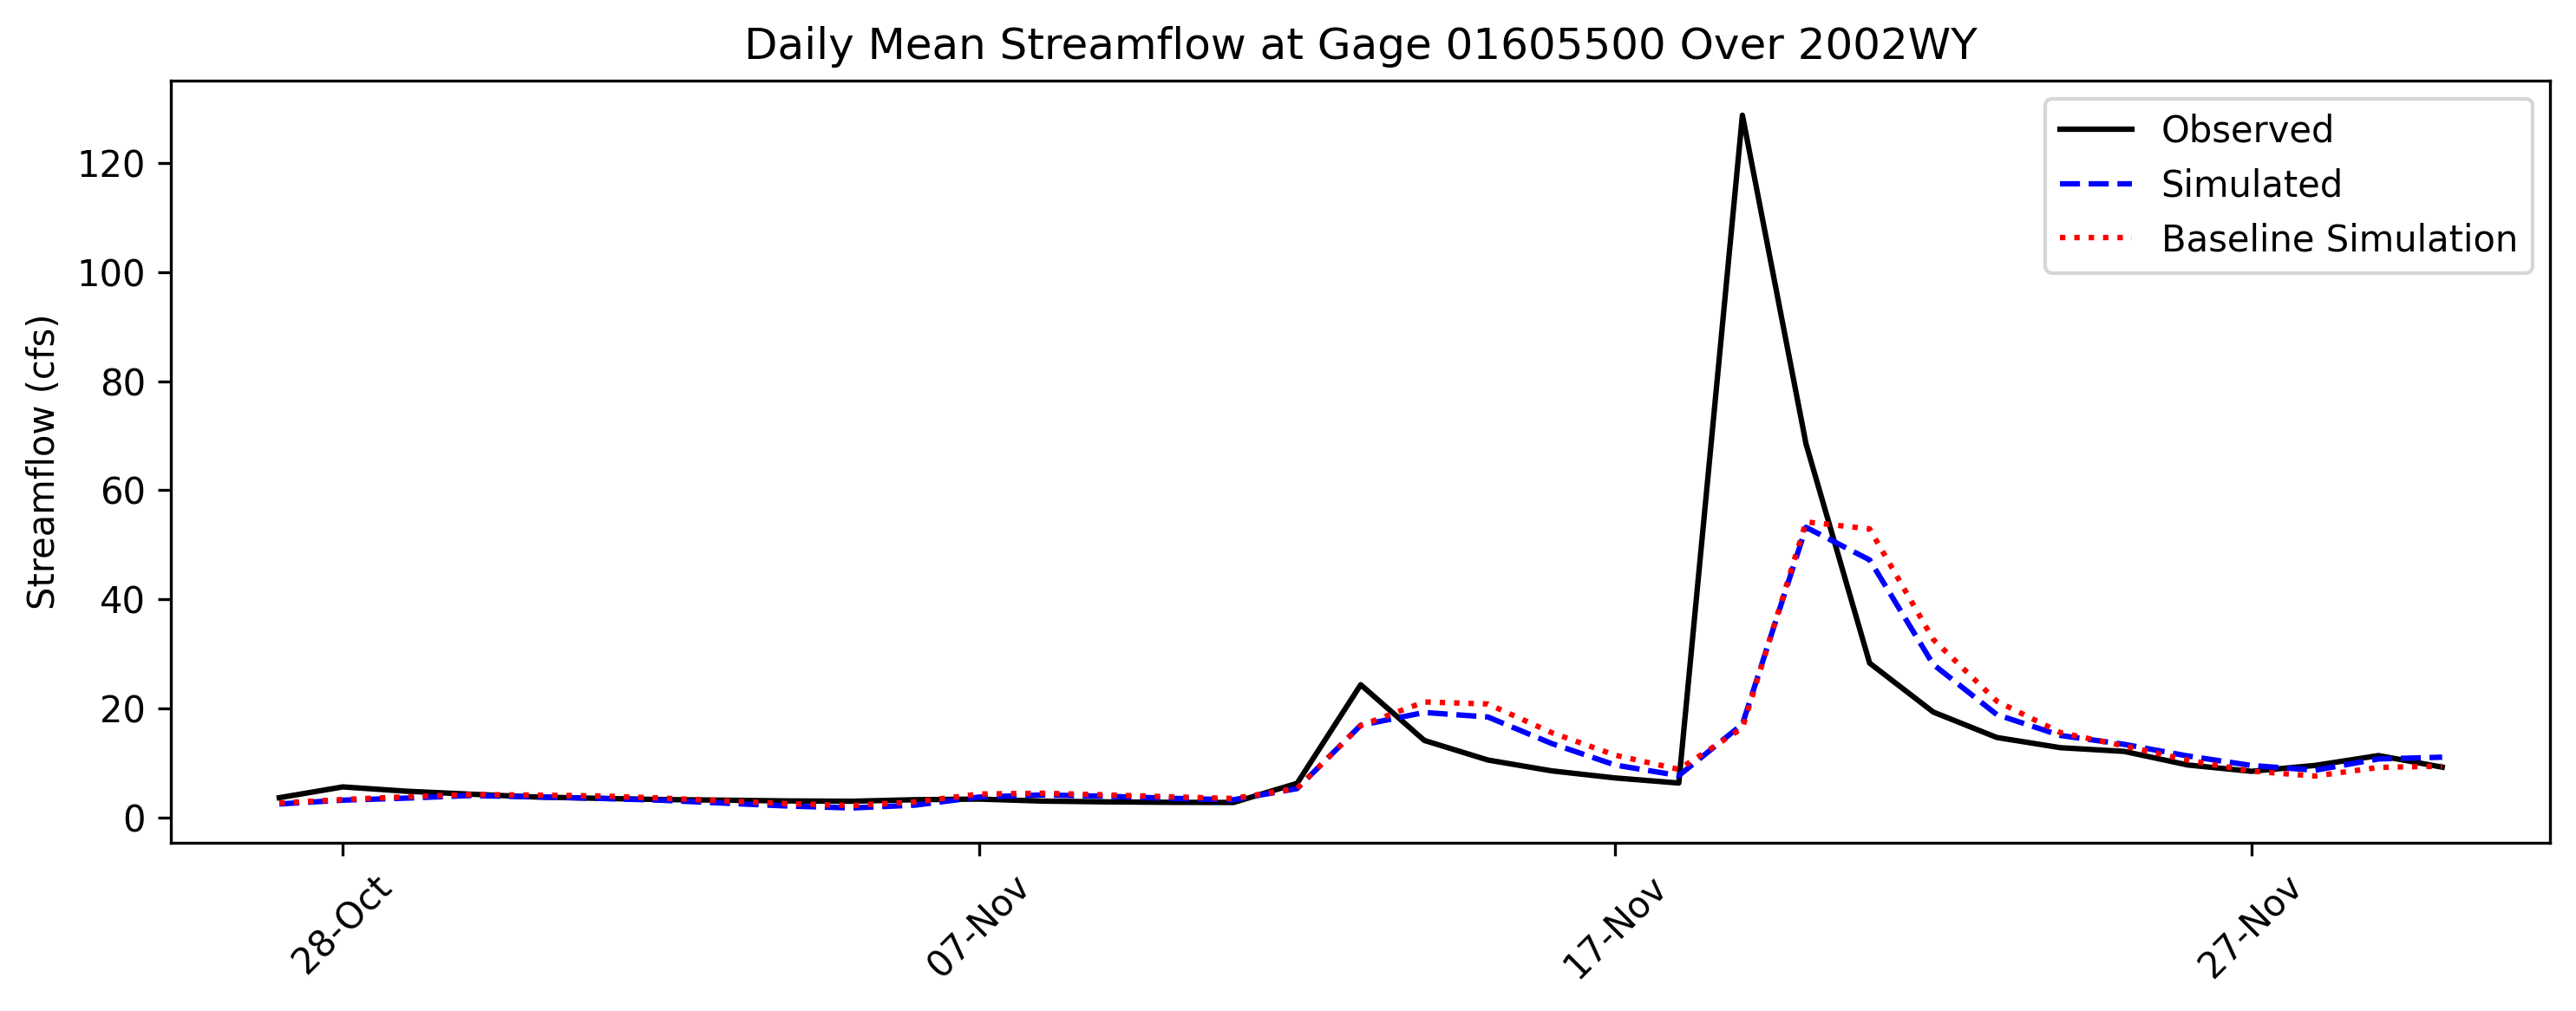 Daily Mean Streamflow at Gage 01605500 Over 2002WY
Streamflow (cfs)
120
100
80
60
40
20
0
28-Oct
07-Nov
17-Nov
27-Nov
Observed
Simulated
Baseline Simulation